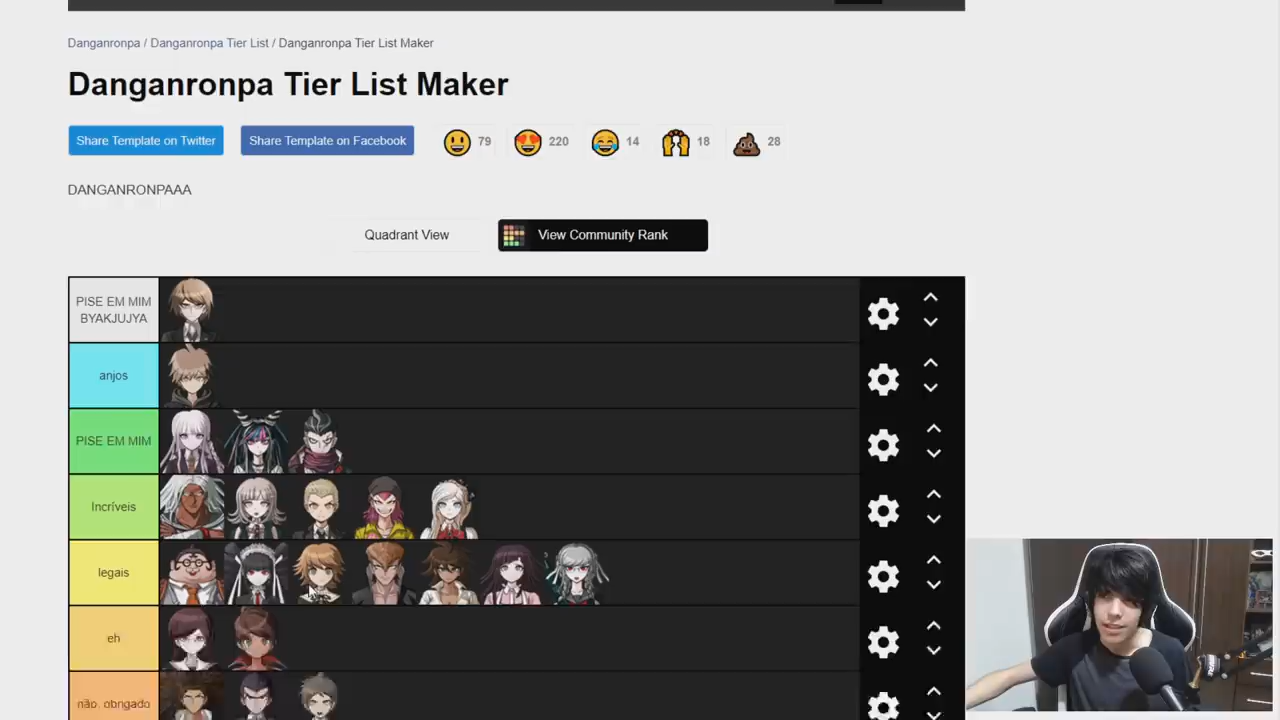 Danganronpa / Danganronpa Tier List / Danganronpa Tier List Maker
Danganronpa Tier List Maker
Share Template on Twitter
Share Template on Facebook
79
220
14
18
28
DANGANRONPAAA
Quadrant View
View Community Rank
PISE EM MIM
BYAKJUJYA
anjos
PISE EM MIM
Incríveis
legais
eh
não, obrigado